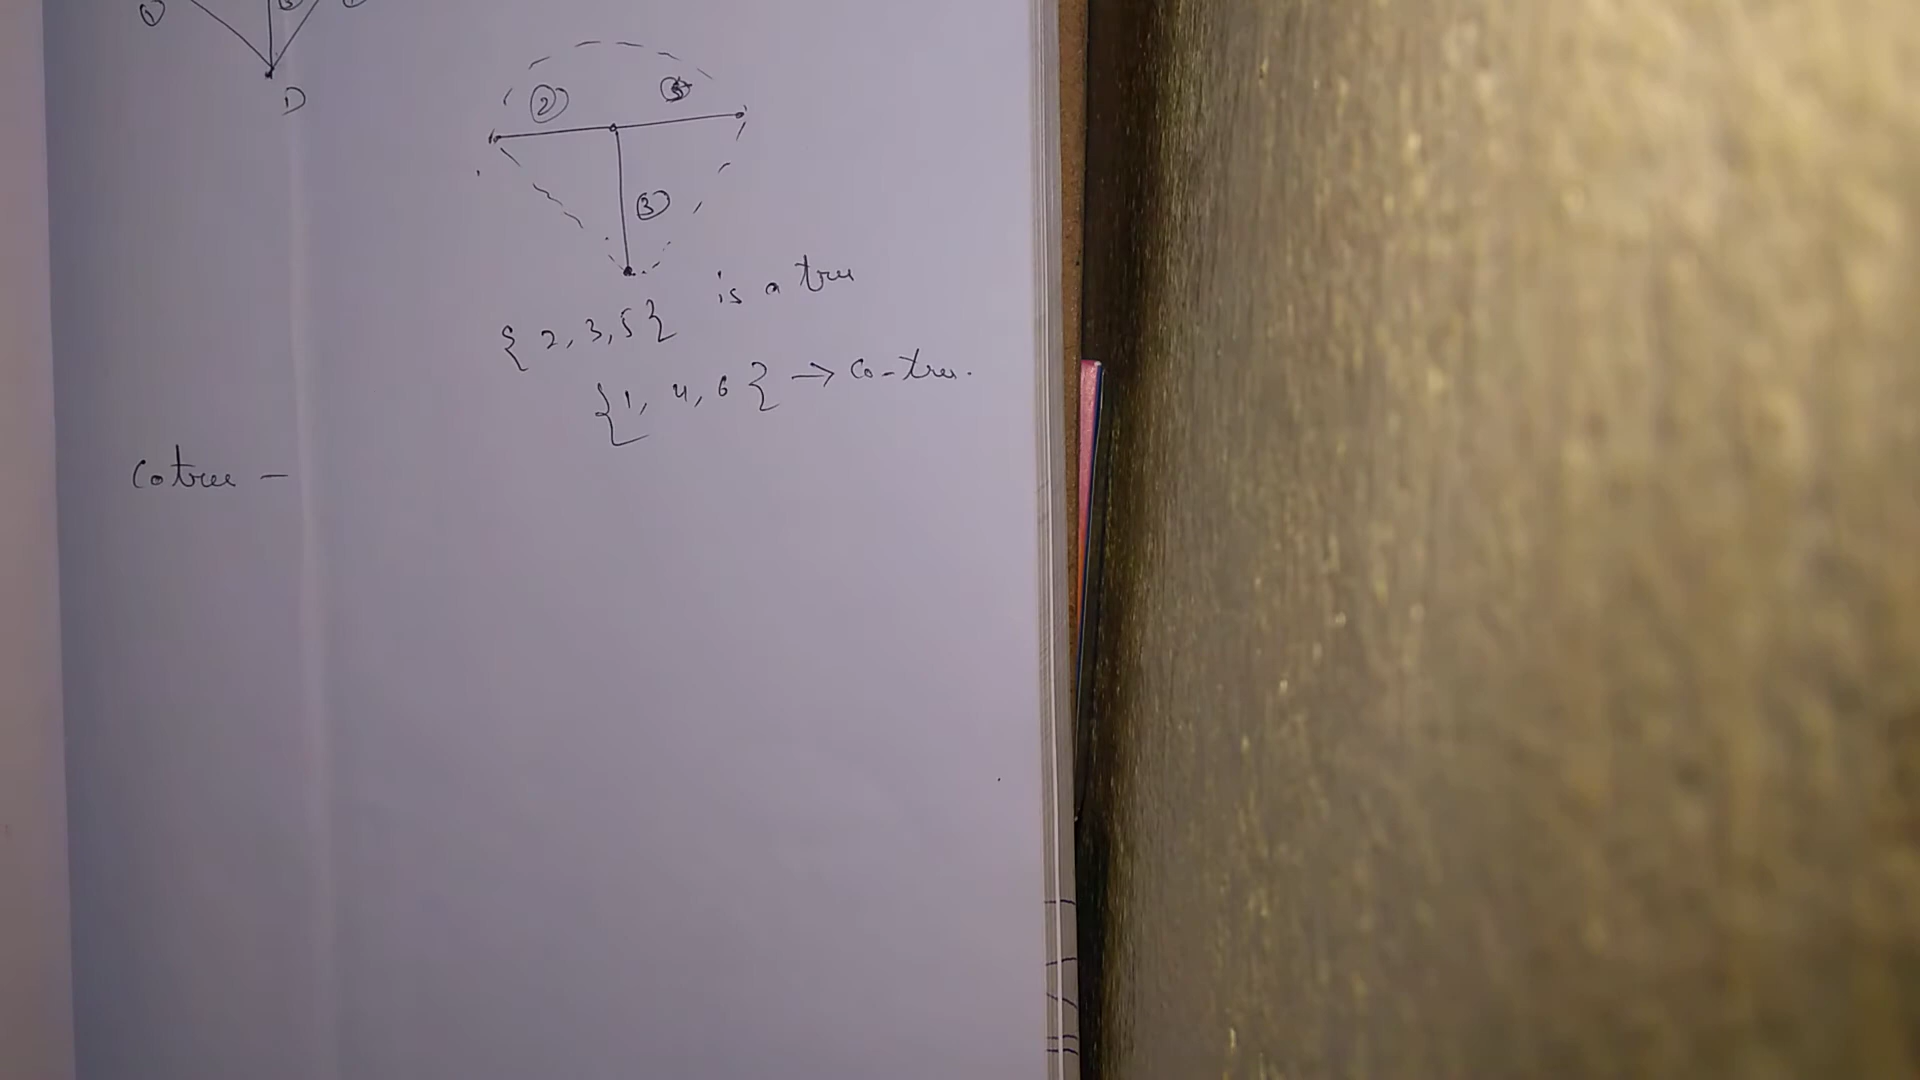 D
2 5
3
{ 2, 3, 5 } is a tree
{ 1, 4, 6 } → Co-tree.
Cotree –